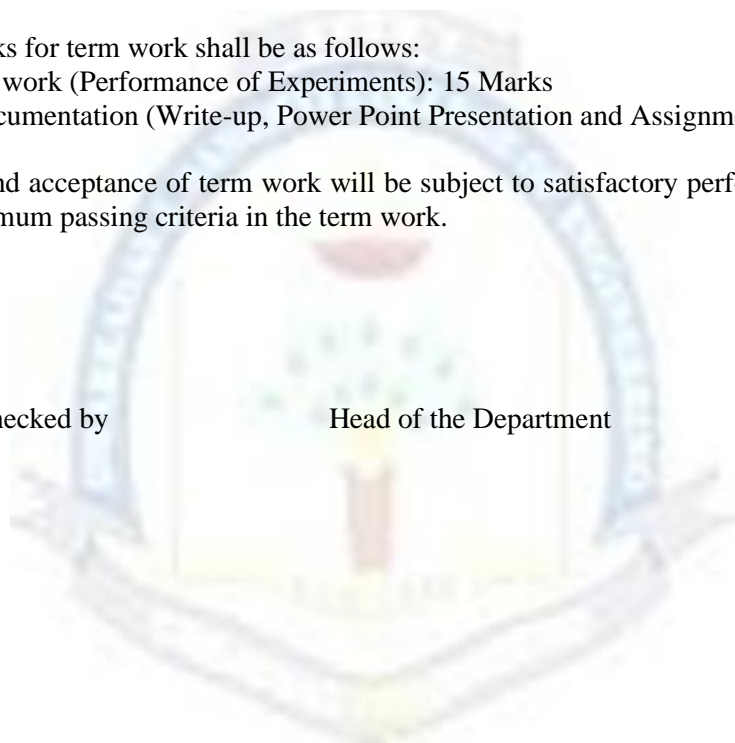 ks for term work shall be as follows:
work (Performance of Experiments): 15 Marks
cumentation (Write-up, Power Point Presentation and Assignm
nd acceptance of term work will be subject to satisfactory perfo
mum passing criteria in the term work.
hecked by Head of the Department